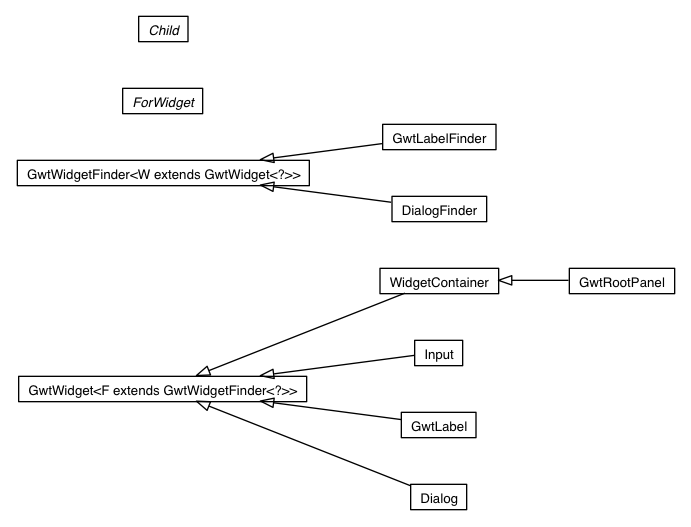 Child
ForWidget
GwtLabelFinder
GwtWidgetFinder<W extends GwtWidget<?>>
DialogFinder
WidgetContainer
GwtRootPanel
Input
GwtWidget<F extends GwtWidgetFinder<?>>
GwtLabel
Dialog